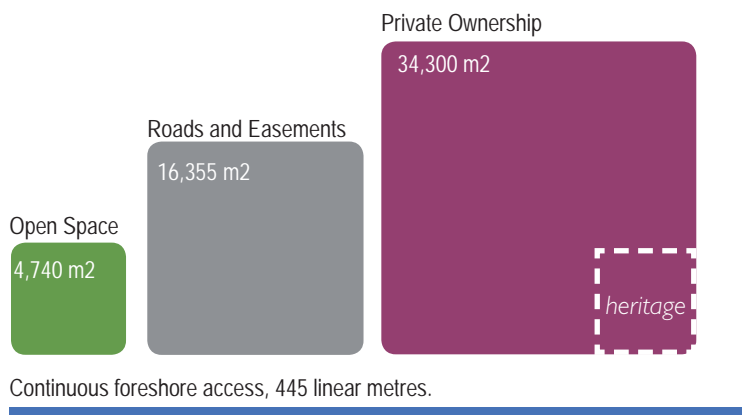 Private Ownership
34,300 m2
Roads and Easements
16,355 m2
Open Space
4,740 m2
heritage
Continuous foreshore access, 445 linear metres.